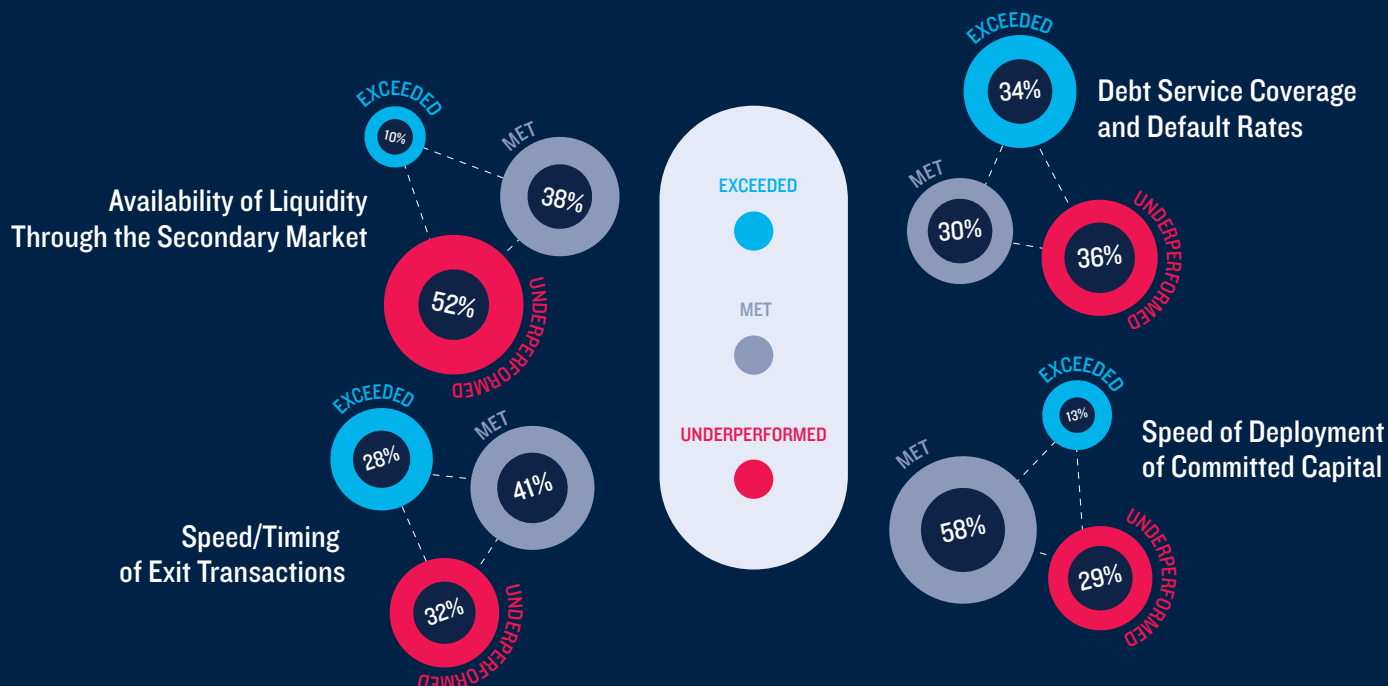 EXCEEDED
10%
MET
38%
Availability of Liquidity
Through the Secondary Market
52%
UNDERPERFORMED
EXCEEDED
28%
MET
41%
Speed/Timing
of Exit Transactions
32%
UNDERPERFORMED
EXCEEDED
MET
UNDERPERFORMED
EXCEEDED
34%
Debt Service Coverage
and Default Rates
MET
30%
UNDERPERFORMED
36%
EXCEEDED
13%
Speed of Deployment
of Committed Capital
MET
58%
UNDERPERFORMED
29%